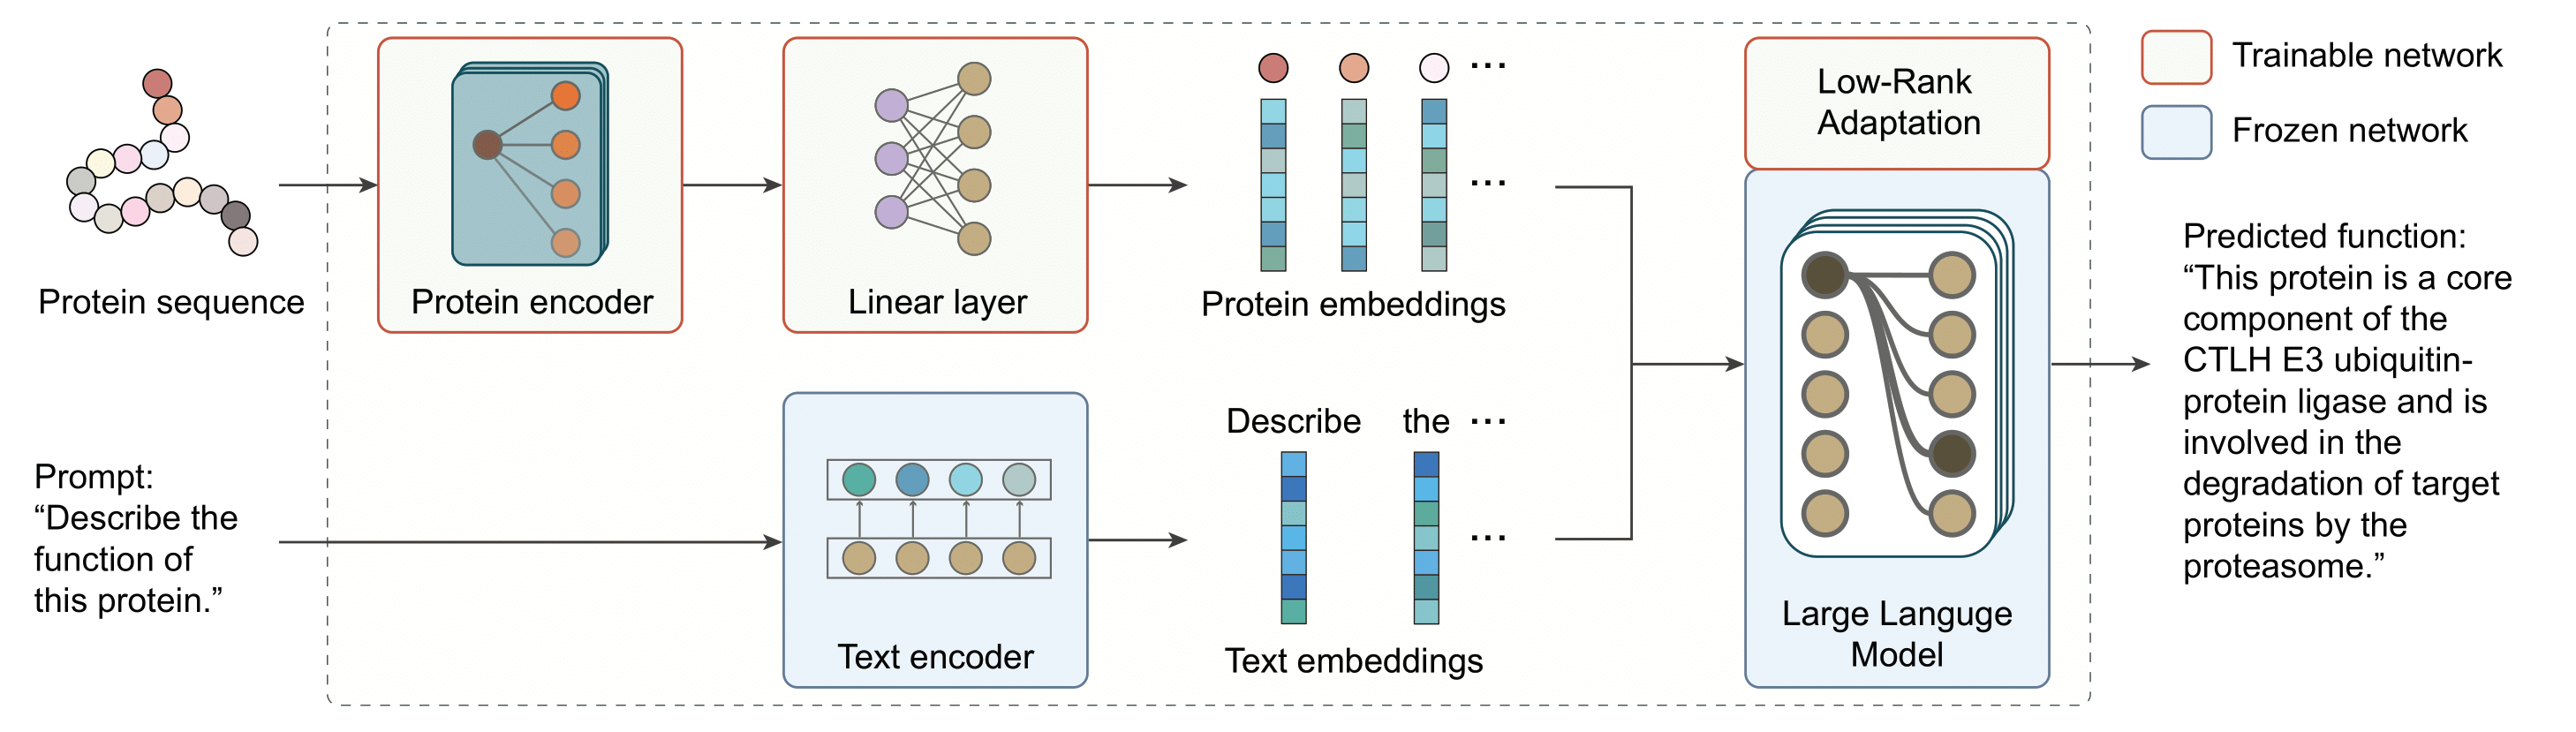 Protein sequence
Protein encoder
Linear layer
...
...
Protein embeddings
Low-Rank
Adaptation
Trainable network
Frozen network
Prompt:
“Describe the
function of
this protein.”
Text encoder
Describe the ...
...
Text embeddings
Large Languge
Model
Predicted function:
“This protein is a core
component of the
CTLH E3 ubiquitin-
protein ligase and is
involved in the
degradation of target
proteins by the
proteasome.”